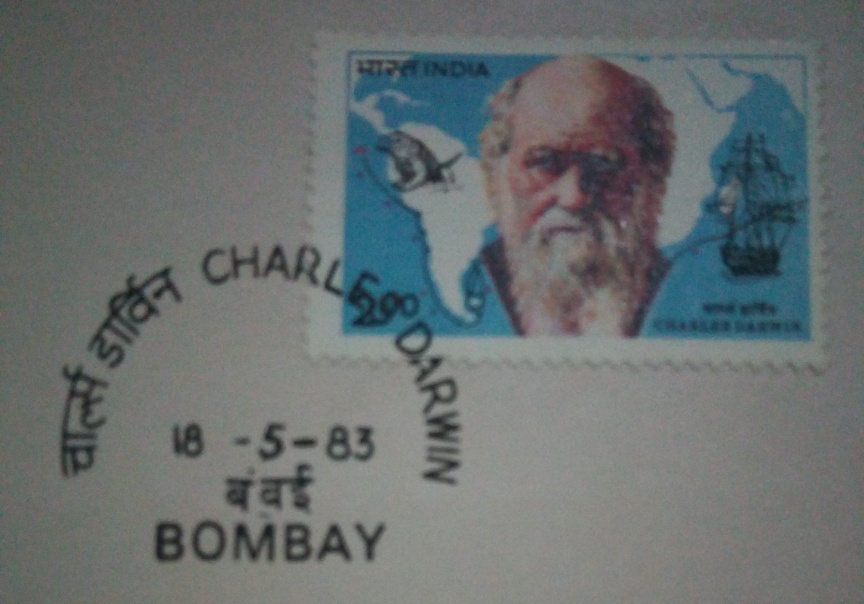 भारत INDIA
2.00
चार्ल्स डार्विन
CHARLES DARWIN
चार्ल्स डार्विन CHARLES DARWIN
18 -5-83
बंबई
BOMBAY